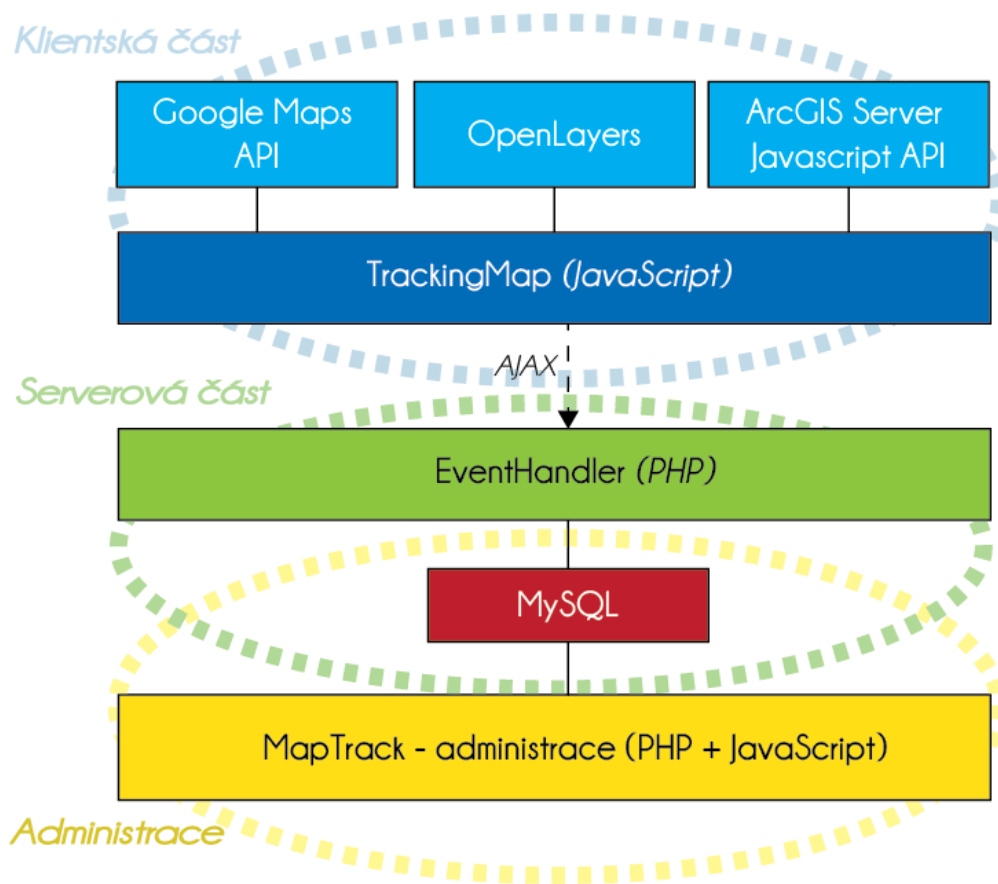 Klientská část
Google Maps
API
OpenLayers
ArcGIS Server
Javascript API
TrackingMap (JavaScript)
AJAX
Serverová část
EventHandler (PHP)
MySQL
MapTrack - administrace (PHP + JavaScript)
Administrace